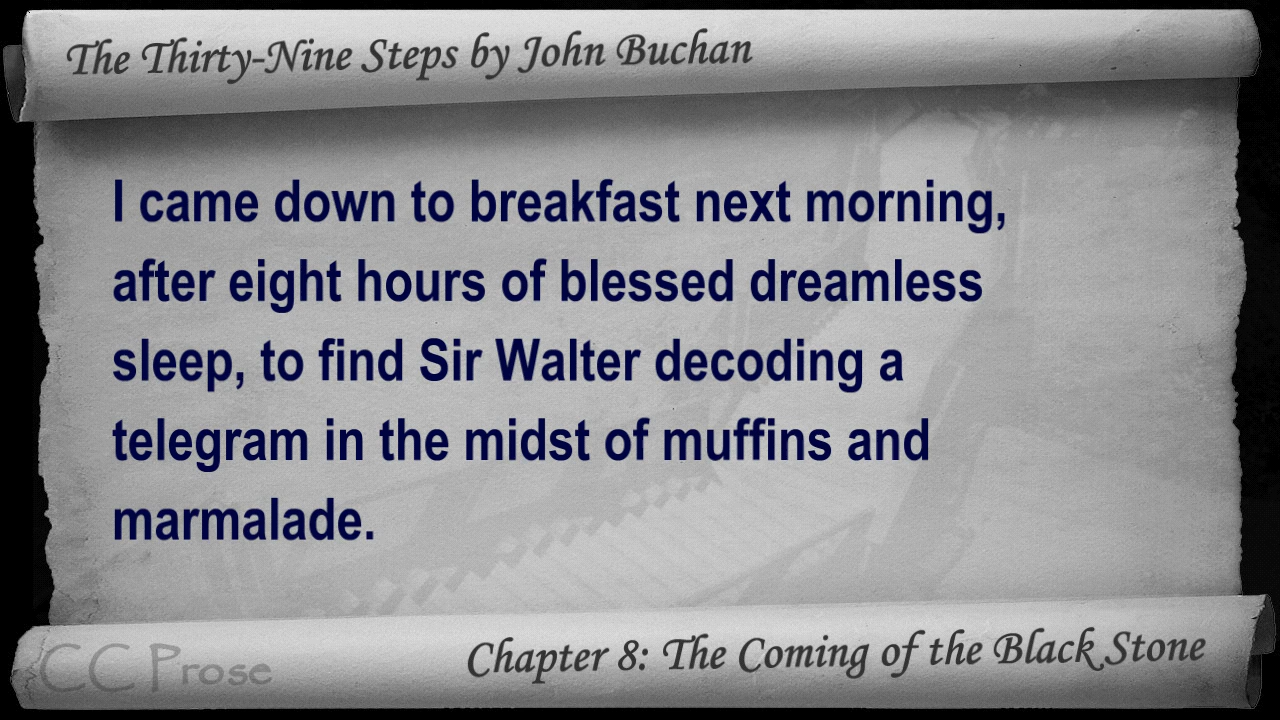 The Thirty-Nine Steps by John Buchan
I came down to breakfast next morning,
after eight hours of blessed dreamless
sleep, to find Sir Walter decoding a
telegram in the midst of muffins and
marmalade.
CC Prose
Chapter 8: The Coming of the Black Stone